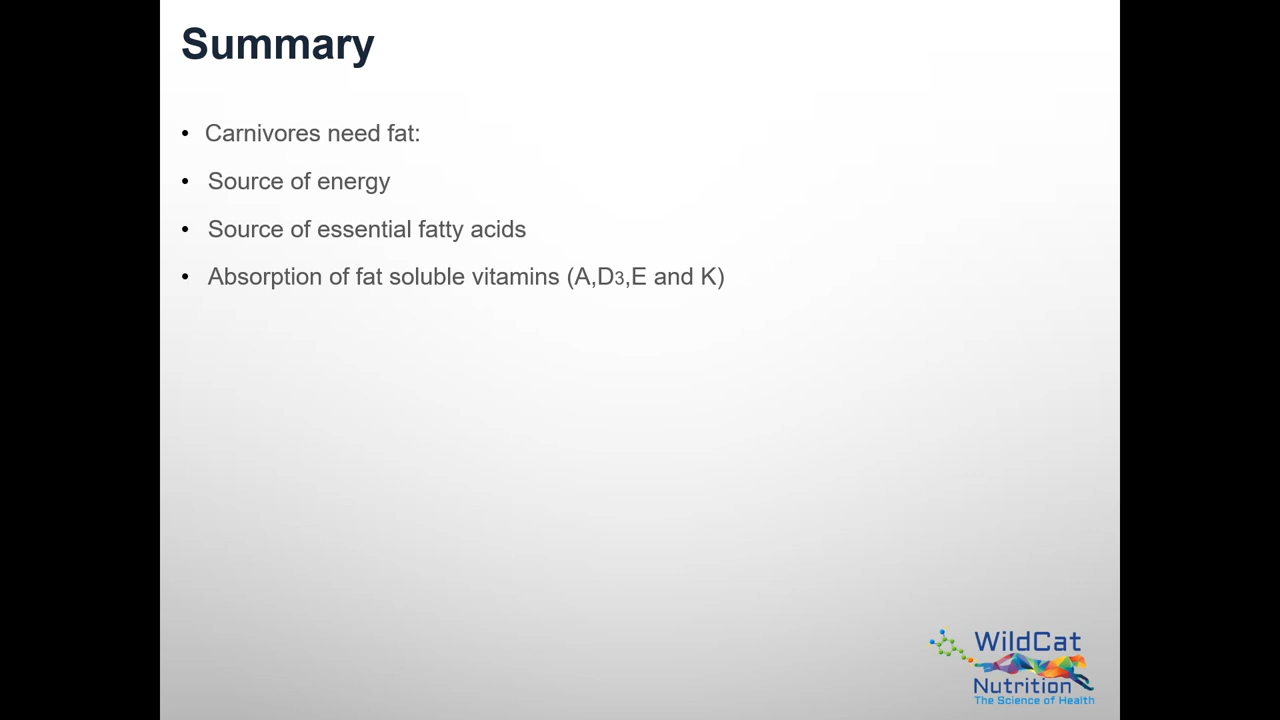 Summary
• Carnivores need fat:
• Source of energy
• Source of essential fatty acids
• Absorption of fat soluble vitamins (A,D3,E and K)
WildCat
Nutrition
The Science of Health